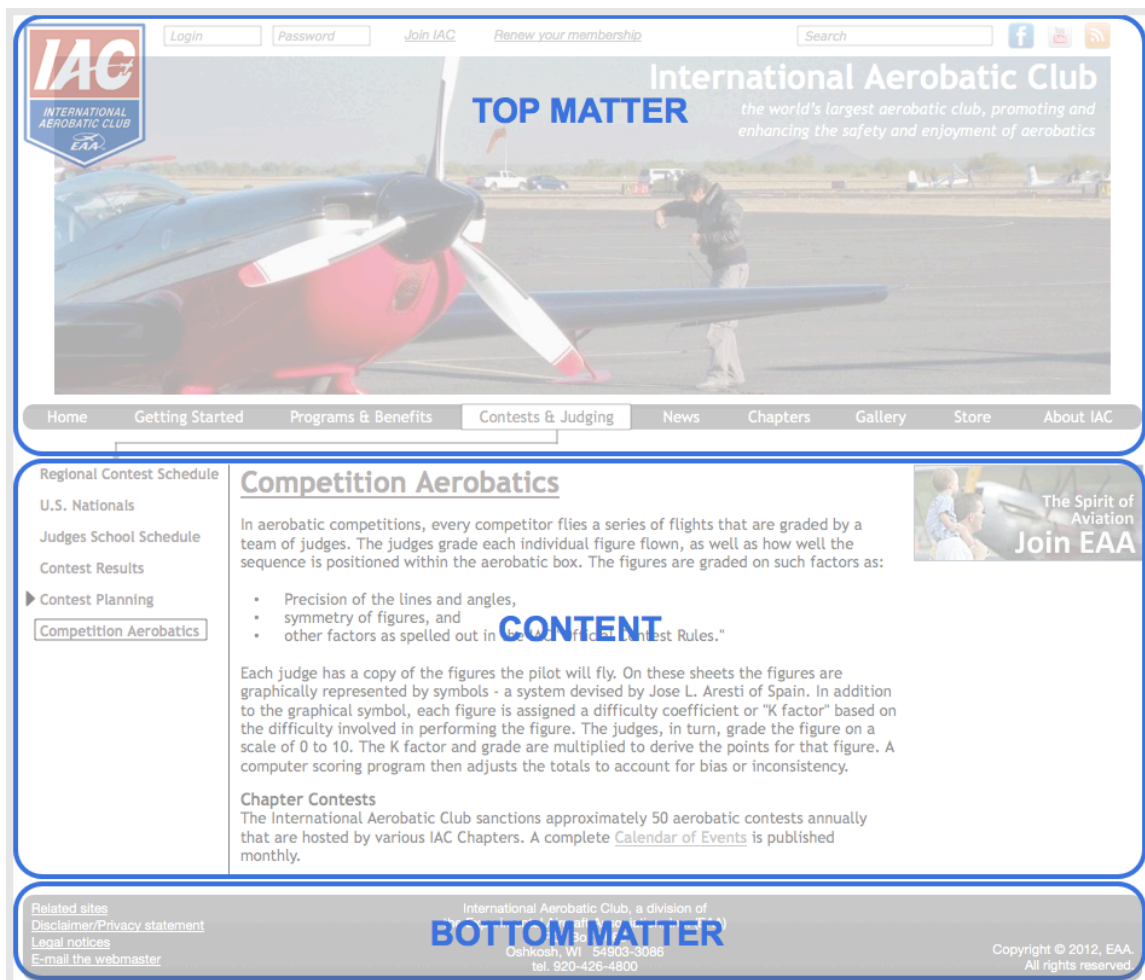 Login Password Join IAC Renew your membership Search
IAC
INTERNATIONAL
AEROBATIC CLUB
EAA
International Aerobatic Club
the world's largest aerobatic club, promoting and
enhancing the safety and enjoyment of aerobatics
TOP MATTER
Home Getting Started Programs & Benefits Contests & Judging News Chapters Gallery Store About IAC
Regional Contest Schedule
U.S. Nationals
Judges School Schedule
Contest Results
Contest Planning
Competition Aerobatics
Competition Aerobatics
In aerobatic competitions, every competitor flies a series of flights that are graded by a
team of judges. The judges grade each individual figure flown, as well as how well the
sequence is positioned within the aerobatic box. The figures are graded on such factors as:
• Precision of the lines and angles,
• symmetry of figures, and
• other factors as spelled out in the IAC "Official Contest Rules."
CONTENT
Each judge has a copy of the figures the pilot will fly. On these sheets the figures are
graphically represented by symbols - a system devised by Jose L. Aresti of Spain. In addition
to the graphical symbol, each figure is assigned a difficulty coefficient or "K factor" based on
the difficulty involved in performing the figure. The judges, in turn, grade the figure on a
scale of 0 to 10. The K factor and grade are multiplied to derive the points for that figure. A
computer scoring program then adjusts the totals to account for bias or inconsistency.
Chapter Contests
The International Aerobatic Club sanctions approximately 50 aerobatic contests annually
that are hosted by various IAC Chapters. A complete Calendar of Events is published
monthly.
The Spirit of
Aviation
Join EAA
Related sites
Disclaimer/Privacy statement
Legal notices
E-mail the webmaster
International Aerobatic Club, a division of
BOTTOM MATTER
Oshkosh, WI 54903-3086
tel. 920-426-4800
Copyright © 2012, EAA.
All rights reserved.